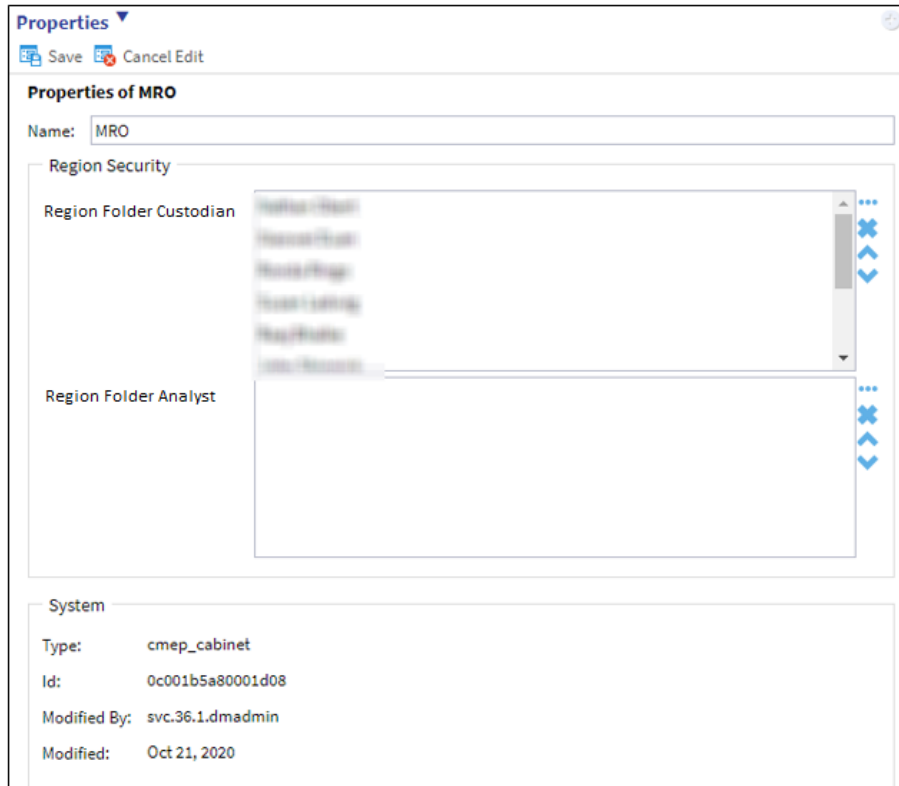 Properties
Save Cancel Edit
Properties of MRO
Name: MRO
Region Security
Region Folder Custodian
Region Folder Analyst
System
Type: cmep_cabinet
Id: 0c001b5a80001d08
Modified By: svc.36.1.dmadmin
Modified: Oct 21, 2020